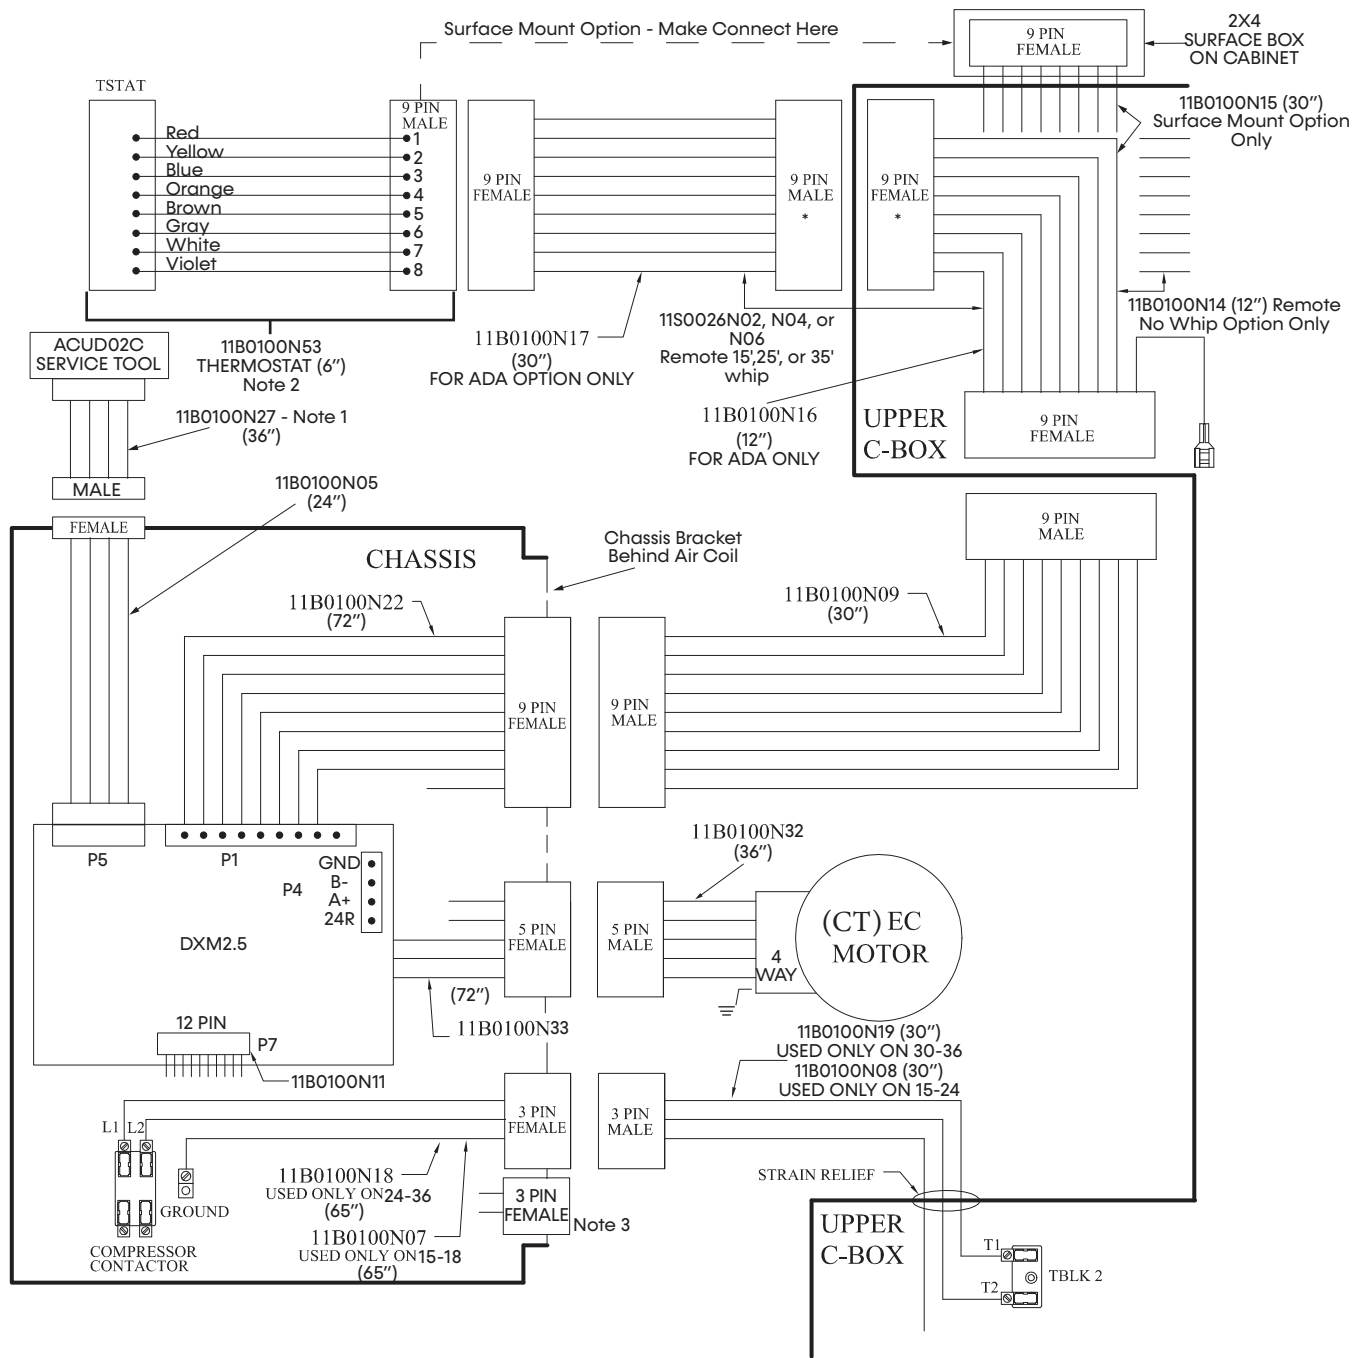 Surface Mount Option - Make Connect Here
9 PIN
FEMALE
2X4
SURFACE BOX
ON CABINET
TSTAT
9 PIN
MALE
Red
Yellow
Blue
Orange
Brown
Gray
White
Violet
1
2
3
4
5
6
7
8
9 PIN
FEMALE
9 PIN
MALE
*
9 PIN
FEMALE
*
11B0100N15 (30”)
Surface Mount Option
Only
11B0100N14 (12”) Remote
No Whip Option Only
11B0100N53
THERMOSTAT (6”)
Note 2
11B0100N17
(30”)
FOR ADA OPTION ONLY
11S0026N02, N04, or
N06
Remote 15',25', or 35'
whip
11B0100N16
(12”)
FOR ADA ONLY
UPPER
C-BOX
9 PIN
FEMALE
ACUD02C
SERVICE TOOL
11B0100N27 - Note 1
(36”)
MALE
11B0100N05
(24”)
FEMALE
CHASSIS
Chassis Bracket
Behind Air Coil
9 PIN
MALE
11B0100N22
(72”)
11B0100N09
(30”)
9 PIN
FEMALE
9 PIN
MALE
P5
P1
P4
GND
B-
A+
24R
DXM2.5
12 PIN
P7
11B0100N11
5 PIN
FEMALE
5 PIN
MALE
11B0100N32
(36”)
4
WAY
(CT) EC
MOTOR
(72”)
11B0100N33
11B0100N19 (30”)
USED ONLY ON 30-36
11B0100N08 (30”)
USED ONLY ON 15-24
3 PIN
FEMALE
3 PIN
MALE
L1 L2
GROUND
COMPRESSOR
CONTACTOR
11B0100N18
USED ONLY ON 24-36
(65”)
11B0100N07
USED ONLY ON 15-18
(65”)
3 PIN
FEMALE
Note 3
STRAIN RELIEF
UPPER
C-BOX
T1
T2
TBLK 2